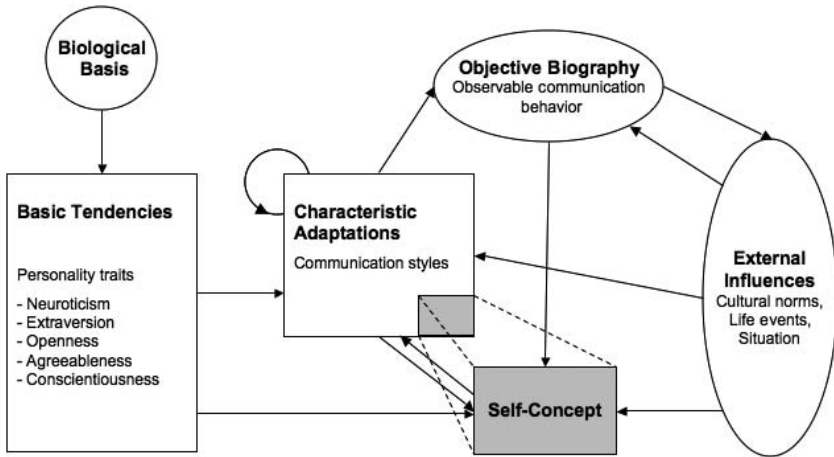 Biological
Basis
Objective Biography
Observable communication
behavior
Basic Tendencies
Personality traits
- Neuroticism
- Extraversion
- Openness
- Agreeableness
- Conscientiousness
Characteristic
Adaptations
Communication styles
External
Influences
Cultural norms,
Life events,
Situation
Self-Concept